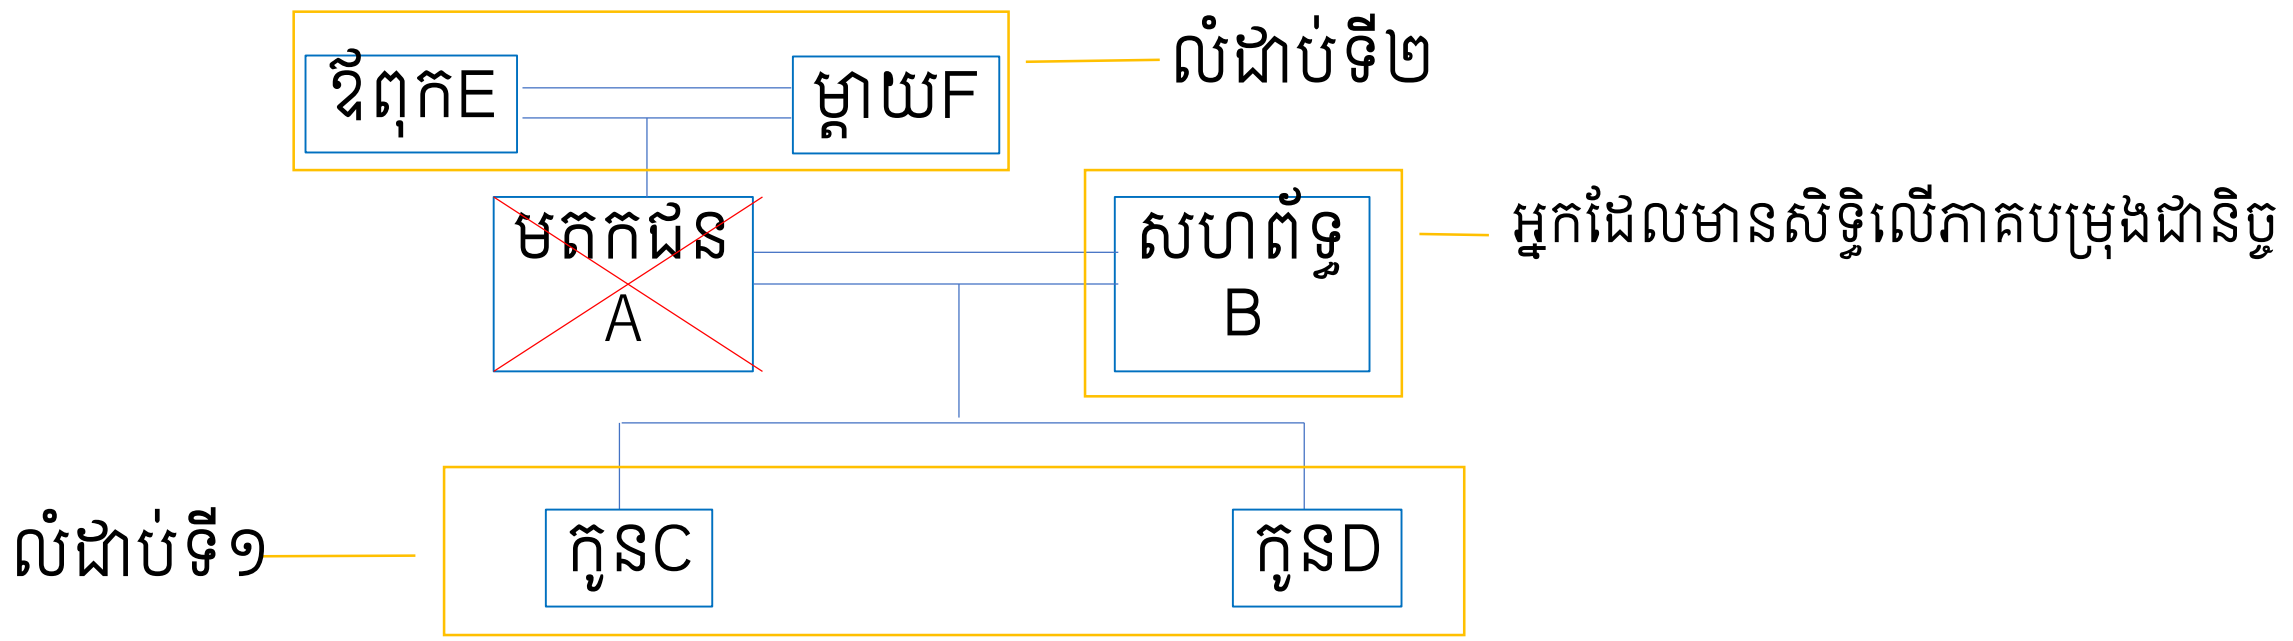 លំដាប់ទី២
ឪពុកE
ម្តាយF
អ្នកដែលមានសិទ្ធិលើភាគបម្រុងជានិច្ច
មតកជន
A
សហព័ទ្ធ
B
លំដាប់ទី១
កូនC
កូនD